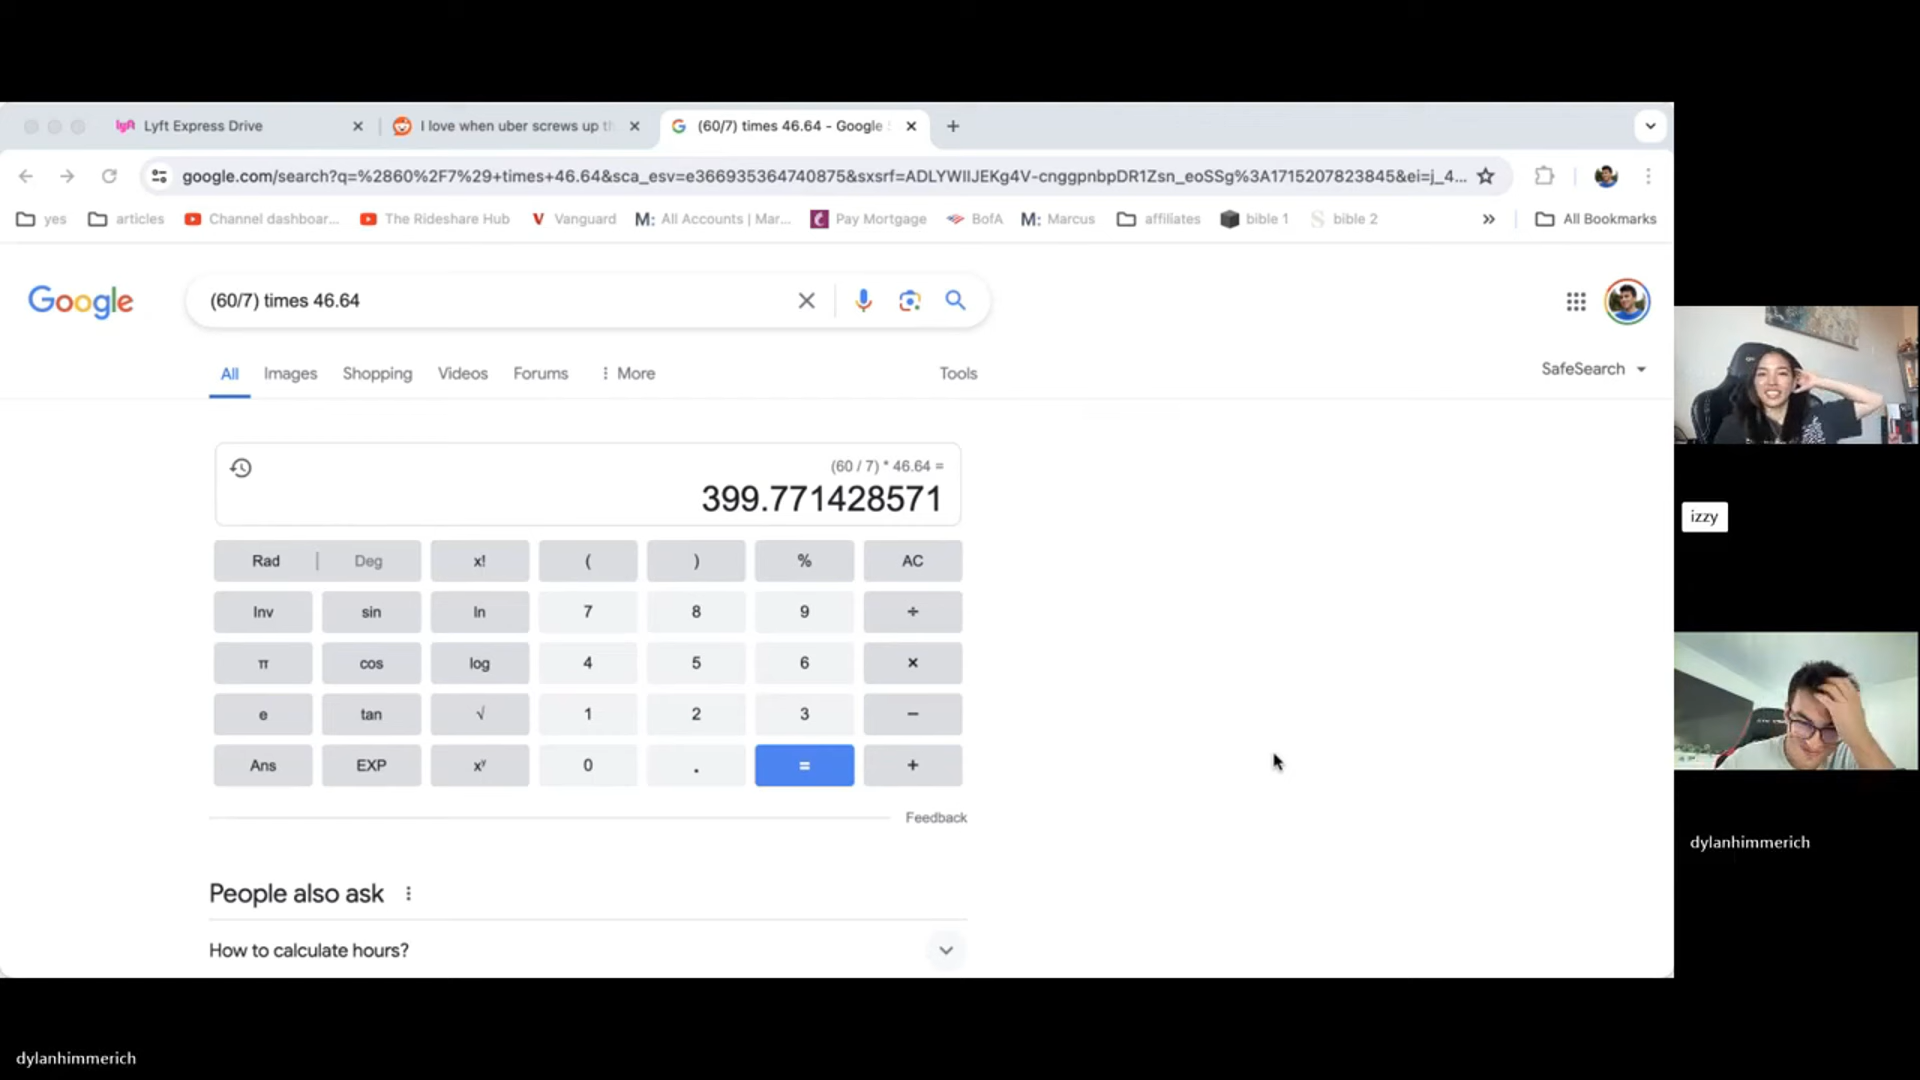 Lyft Express Drive
I love when uber screws up th
(60/7) times 46.64 - Google S
google.com/search?q=%2860%2F7%29+times+46.64&sca_esv=e366935364740875&sxsrf=ADLYWIIJEKg4V-cnggpnbpDR1Zsn_eoSSg%3A1715207823845&ei=j_4...
yes
articles
Channel dashboar...
The Rideshare Hub
Vanguard
M: All Accounts | Mar...
Pay Mortgage
BofA
M: Marcus
affiliates
bible 1
bible 2
»
All Bookmarks
Google
(60/7) times 46.64
All
Images
Shopping
Videos
Forums
More
Tools
SafeSearch
(60 / 7) * 46.64 =
399.771428571
Rad | Deg
x!
(
)
%
AC
Inv
sin
ln
7
8
9
÷
π
cos
log
4
5
6
×
e
tan
√
1
2
3
−
Ans
EXP
xʸ
0
.
=
+
Feedback
People also ask
How to calculate hours?
izzy
dylanhimmerich
dylanhimmerich